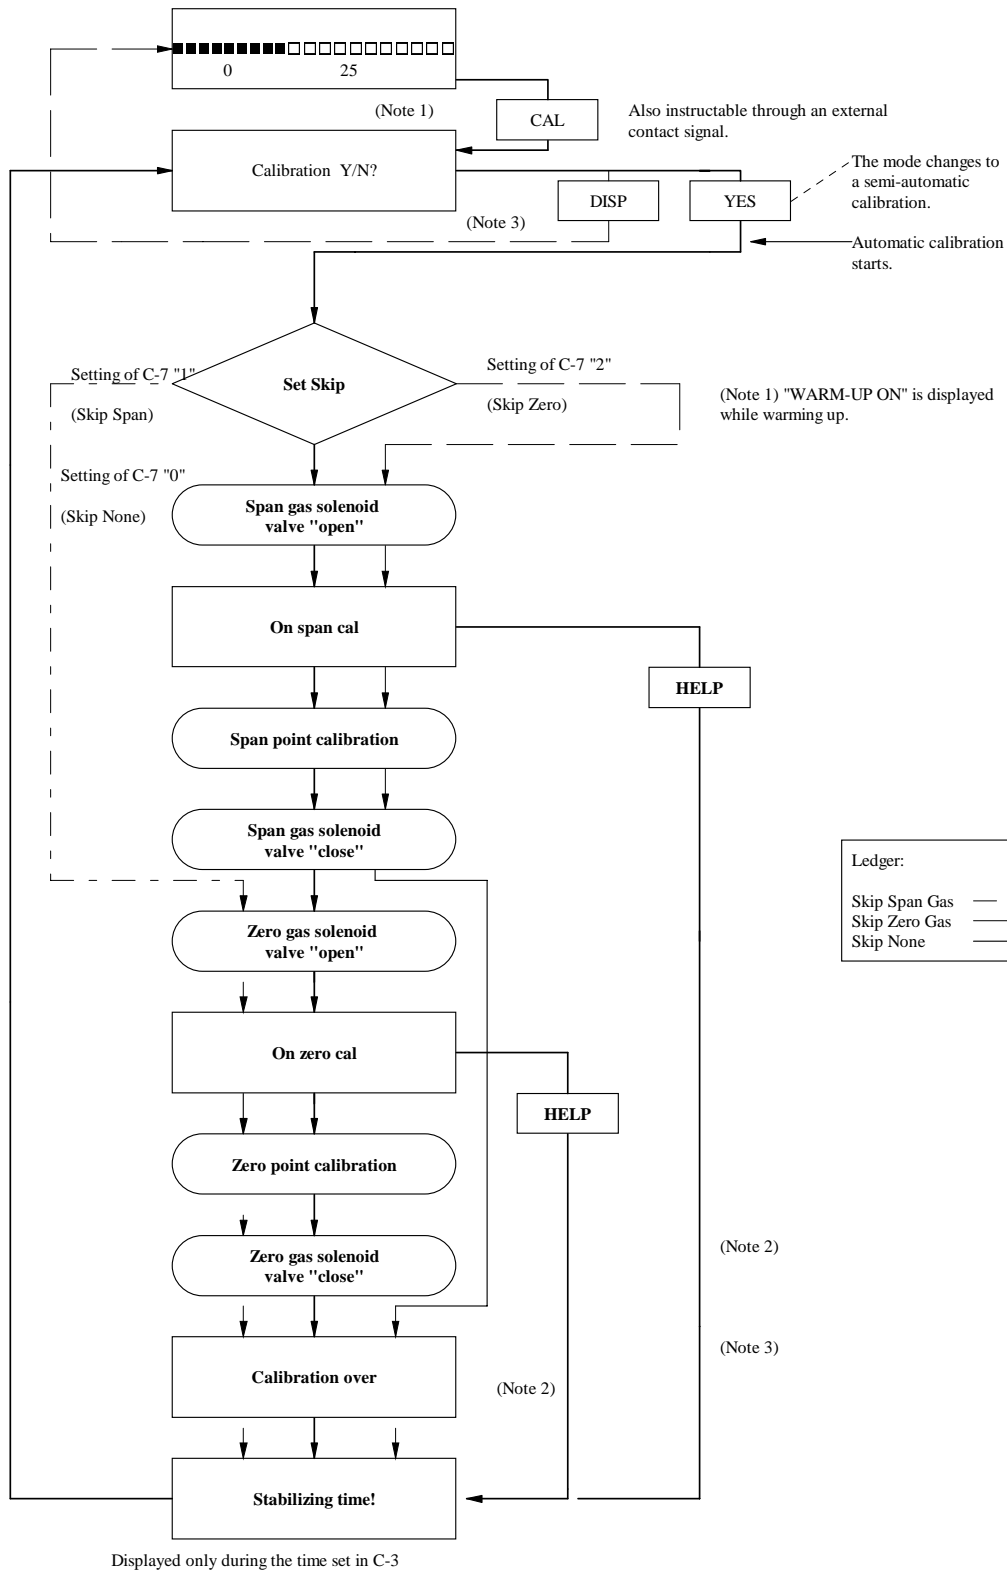 0 25
(Note 1)
CAL
Also instructable through an external
contact signal.
Calibration Y/N?
The mode changes to
a semi-automatic
calibration.
DISP
YES
(Note 3)
Automatic calibration
starts.
Setting of C-7 "1"
(Skip Span)
Set Skip
Setting of C-7 "2"
(Skip Zero)
(Note 1) "WARM-UP ON" is displayed
while warming up.
Setting of C-7 "0"
(Skip None)
Span gas solenoid
valve "open"
On span cal
HELP
Span point calibration
Span gas solenoid
valve "close"
Ledger:
Skip Span Gas
Skip Zero Gas
Skip None
Zero gas solenoid
valve "open"
On zero cal
HELP
Zero point calibration
(Note 2)
Zero gas solenoid
valve "close"
(Note 3)
Calibration over
(Note 2)
Stabilizing time!
Displayed only during the time set in C-3